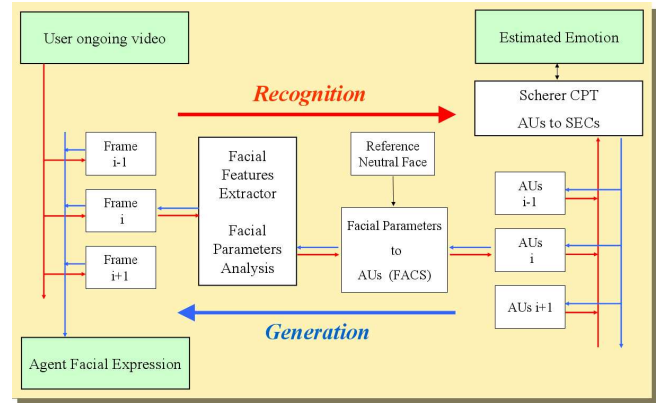 User ongoing video
Estimated Emotion
Recognition
Scherer CPT
AUs to SECs
Frame
i-1
Frame
i
Frame
i+1
Facial
Features
Extractor
Facial
Parameters
Analysis
Reference
Neutral Face
Facial Parameters
to
AUs (FACS)
AUs
i-1
AUs
i
AUs i+1
Generation
Agent Facial Expression